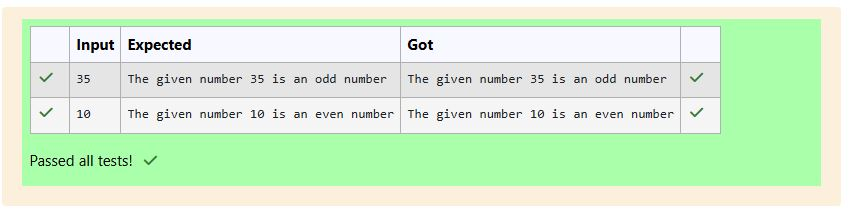 Input Expected Got
35 The given number 35 is an odd number The given number 35 is an odd number
10 The given number 10 is an even number The given number 10 is an even number
Passed all tests!